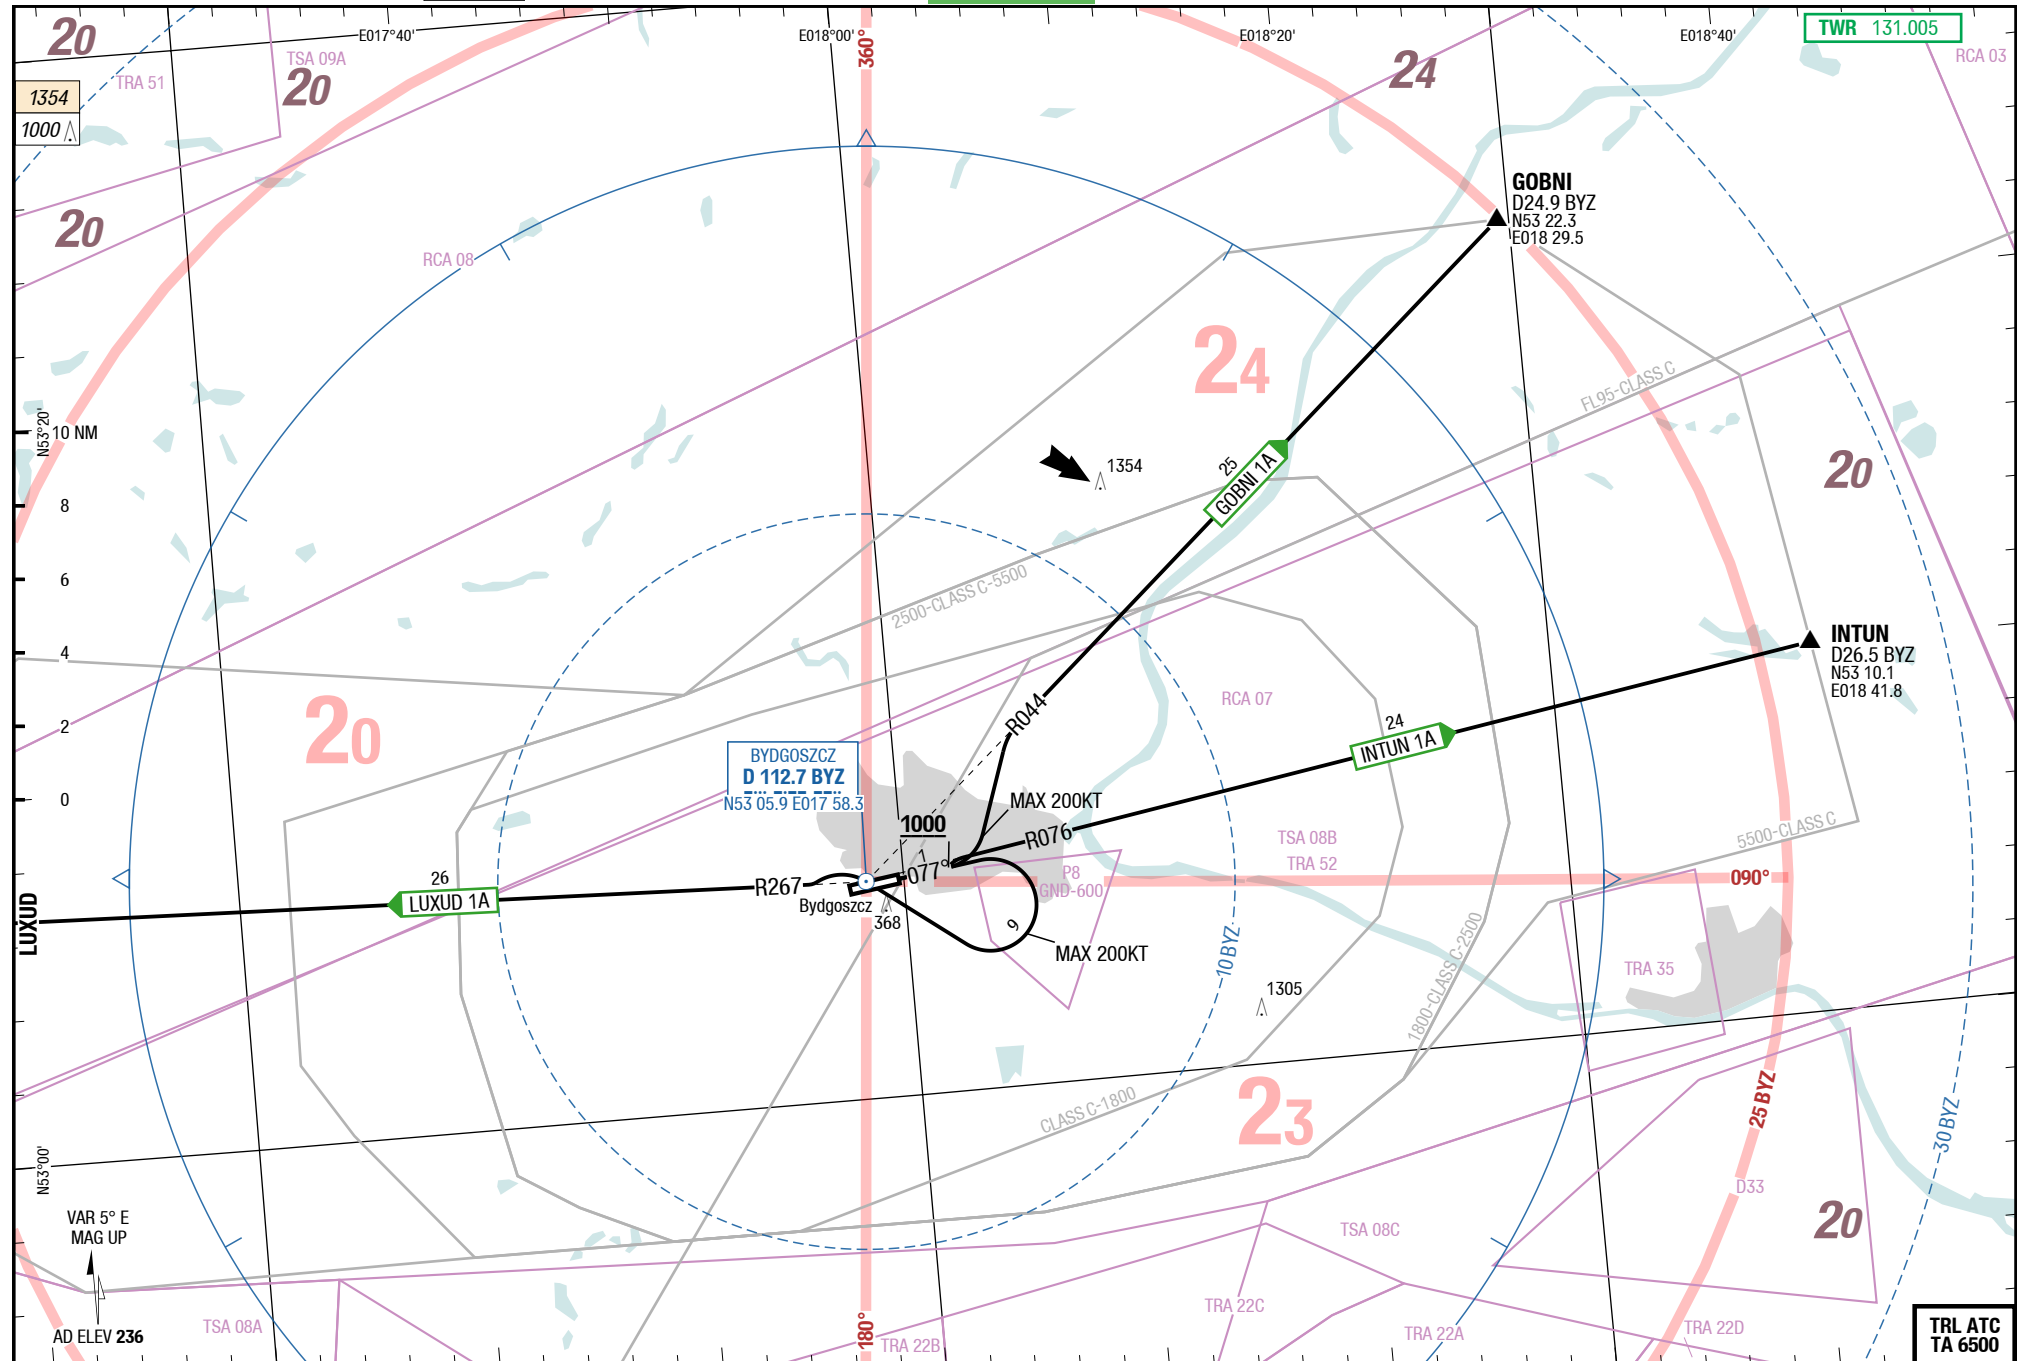 20
E017°40'
E018°00'
E018°20'
E018°40'
TWR 131.005
TSA 09A
TRA 51
20
360°
24
RCA 03
1354
1000
20
GOBNI
D24.9 BYZ
N53 22.3
E018 29.5
RCA 08
24
FL95-CLASS C
N53°20'
10 NM
25
GOBNI 1A
1354
20
8
6
2500-CLASS C-5500
4
INTUN
D26.5 BYZ
N53 10.1
E018 41.8
RCA 07
20
R044
2
24
INTUN 1A
BYDGOSZCZ
D 112.7 BYZ
N53 05.9 E017 58.3
0
MAX 200KT
1000
R076
1
077°
TSA 08B
TRA 52
5500-CLASS C
P8
GND-600
090°
26
LUXUD 1A
R267
Bydgoszcz
368
LUXUD
9
MAX 200KT
10 BYZ
1800-CLASS C-2500
TRA 35
1305
CLASS C-1800
23
25 BYZ
30 BYZ
N53°00'
D33
VAR 5° E
MAG UP
20
TSA 08C
AD ELEV 236
TSA 08A
180°
TRA 22B
TRA 22C
TRA 22A
TRA 22D
TRL ATC
TA 6500